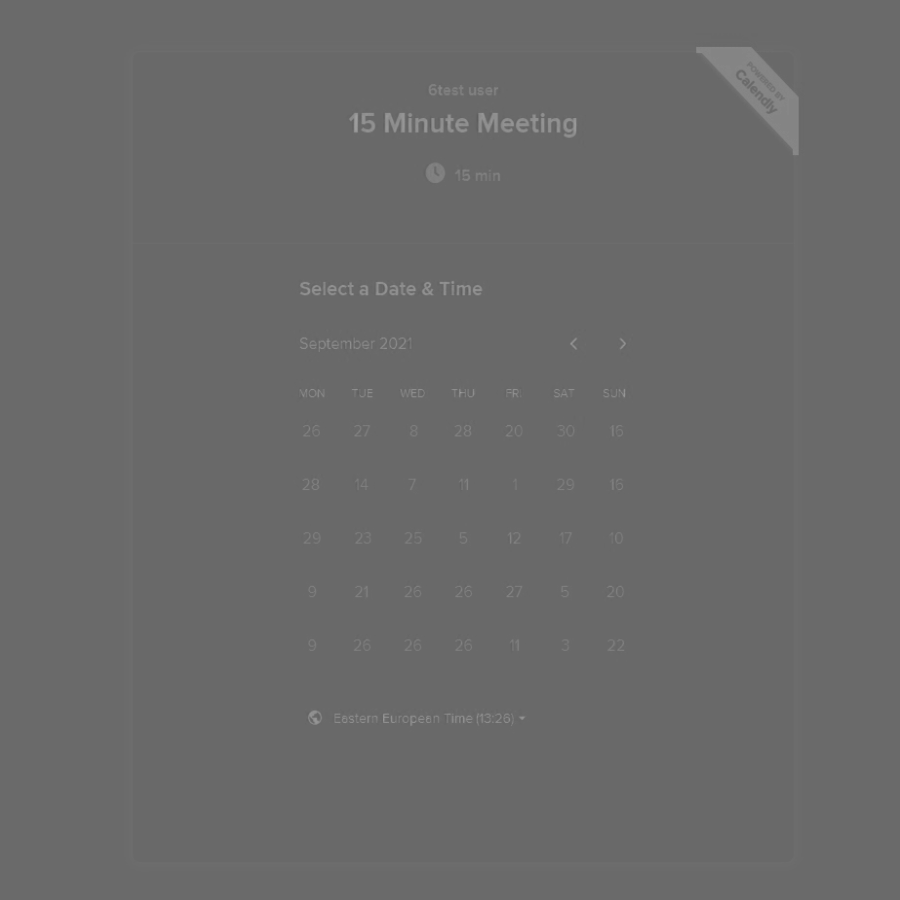 POWERED BY
Calendly
6test user
15 Minute Meeting
15 min
Select a Date & Time
September 2021
MON TUE WED THU FRI SAT SUN
26 27 8 28 20 30 15
28 14 7 11 1 29 15
29 23 25 5 12 17 10
9 21 26 26 27 5 20
9 26 26 26 11 3 22
Eastern European Time (13:26)